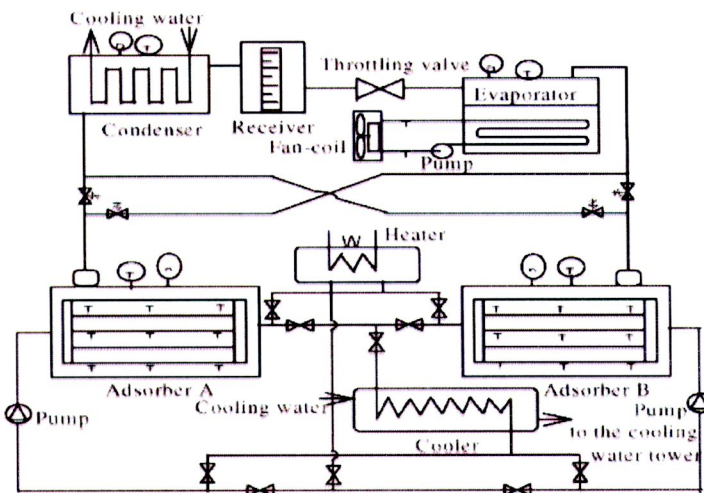 Cooling water
Throttling valve
Evaporator
Condenser
Receiver
Fan-coil
Pump
Heater
Adsorber A
Adsorber B
Cooling water
Pump
Pump
to the cooling
water tower
Cooler